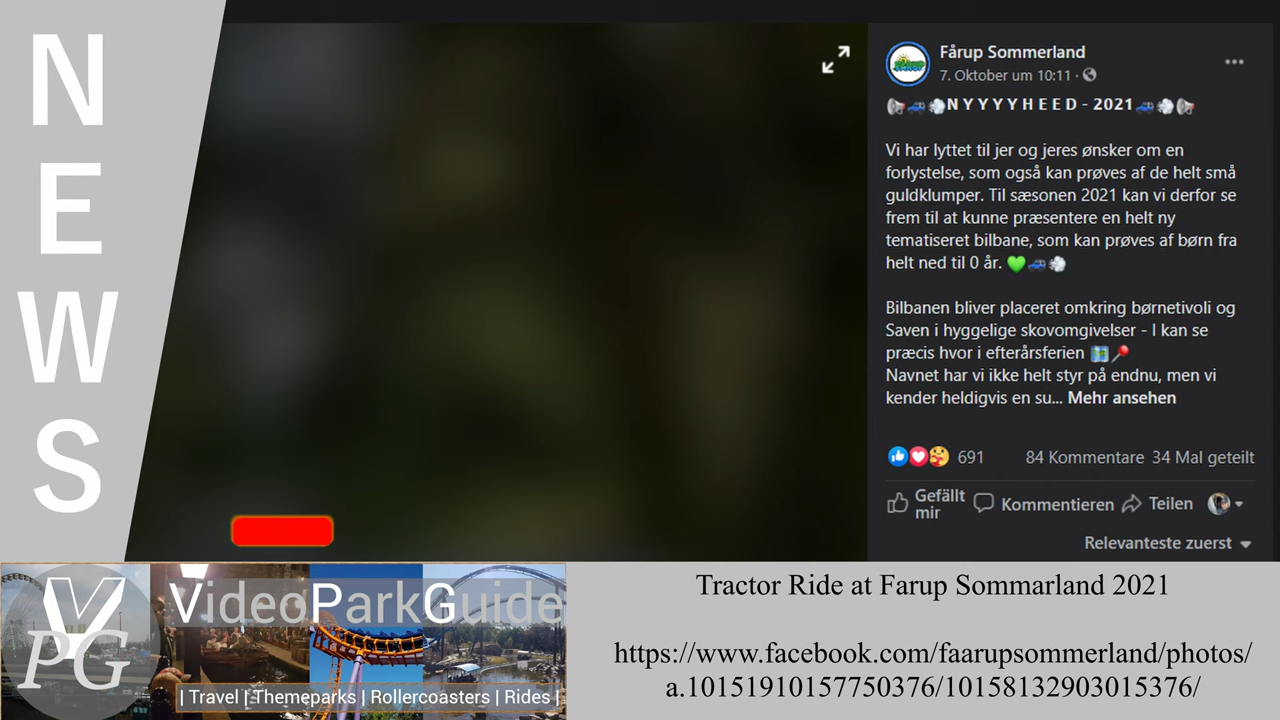 NEWS
Fårup Sommerland
7. Oktober um 10:11 ·
NYYYYHEED - 2021
Vi har lyttet til jer og jeres ønsker om en
forlystelse, som også kan prøves af de helt små
guldklumper. Til sæsonen 2021 kan vi derfor se
frem til at kunne præsentere en helt ny
tematiseret bilbane, som kan prøves af børn fra
helt ned til 0 år. 💚🚙💨
Bilbanen bliver placeret omkring børnetivoli og
Saven i hyggelige skovomgivelser - I kan se
præcis hvor i efterårsferien 🗺️📍
Navnet har vi ikke helt styr på endnu, men vi
kender heldigvis en su... Mehr ansehen
691 84 Kommentare 34 Mal geteilt
Gefällt mir Kommentieren Teilen
Relevanteste zuerst
VPG
VideoParkGuide
| Travel | Themeparks | Rollercoasters | Rides |
Tractor Ride at Farup Sommarland 2021
https://www.facebook.com/faarupsommerland/photos/
a.10151910157750376/10158132903015376/